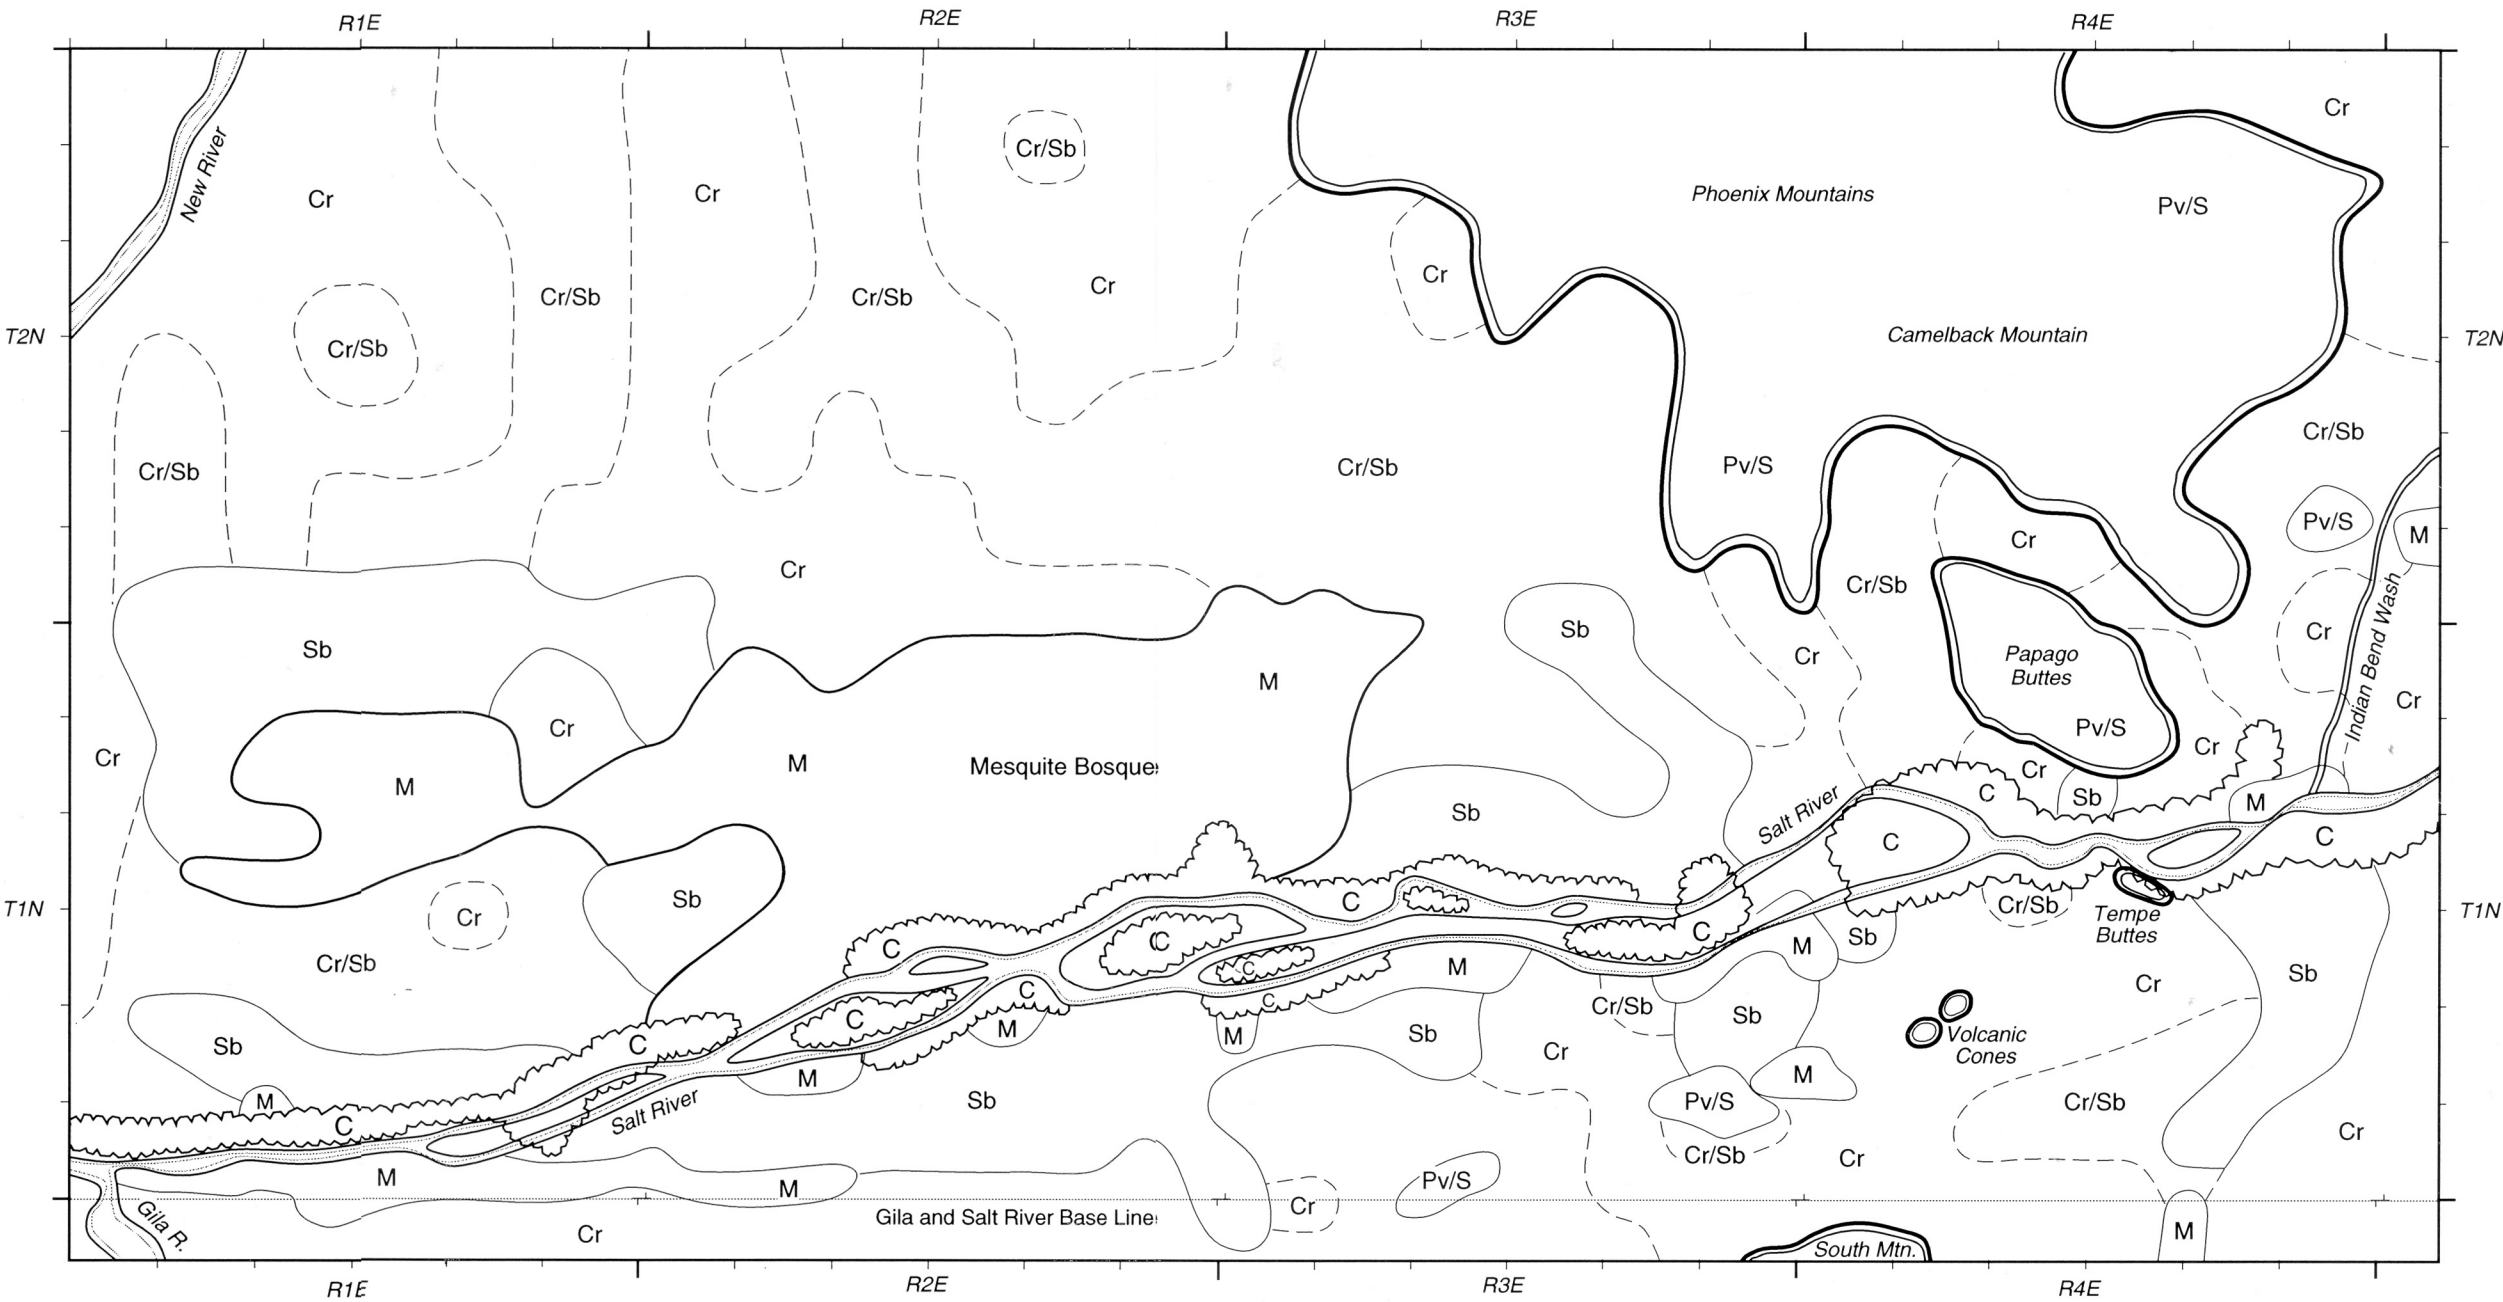 R1E
R2E
R3E
R4E
Cr
Cr/Sb
New River
Cr
Cr
Phoenix Mountains
Pv/S
Cr
Cr/Sb
Cr/Sb
Cr
T2N
Cr/Sb
Camelback Mountain
T2N
Cr/Sb
Cr/Sb
Cr/Sb
Pv/S
Pv/S
M
Cr
Cr
Cr/Sb
Sb
Sb
Cr
Cr
Indian Bend Wash
Papago
Buttes
M
Cr
Cr
Pv/S
Cr
Cr
M
M
Mesquite Bosque
Cr
C
Sb
M
Salt River
Sb
C
C
T1N
Cr
Sb
C
Cr/Sb
Tempe
Buttes
T1N
C
C
C
M
Sb
Cr/Sb
C
M
Sb
Cr
C
C
Cr/Sb
Sb
C
M
M
Sb
Volcanic
Cones
Sb
C
Cr
M
M
M
Sb
Pv/S
Cr/Sb
C
Salt River
Cr
Cr/Sb
Cr
M
M
Pv/S
Cr
Gila R.
Gila and Salt River Base Line
Cr
M
South Mtn.
R1E
R2E
R3E
R4E